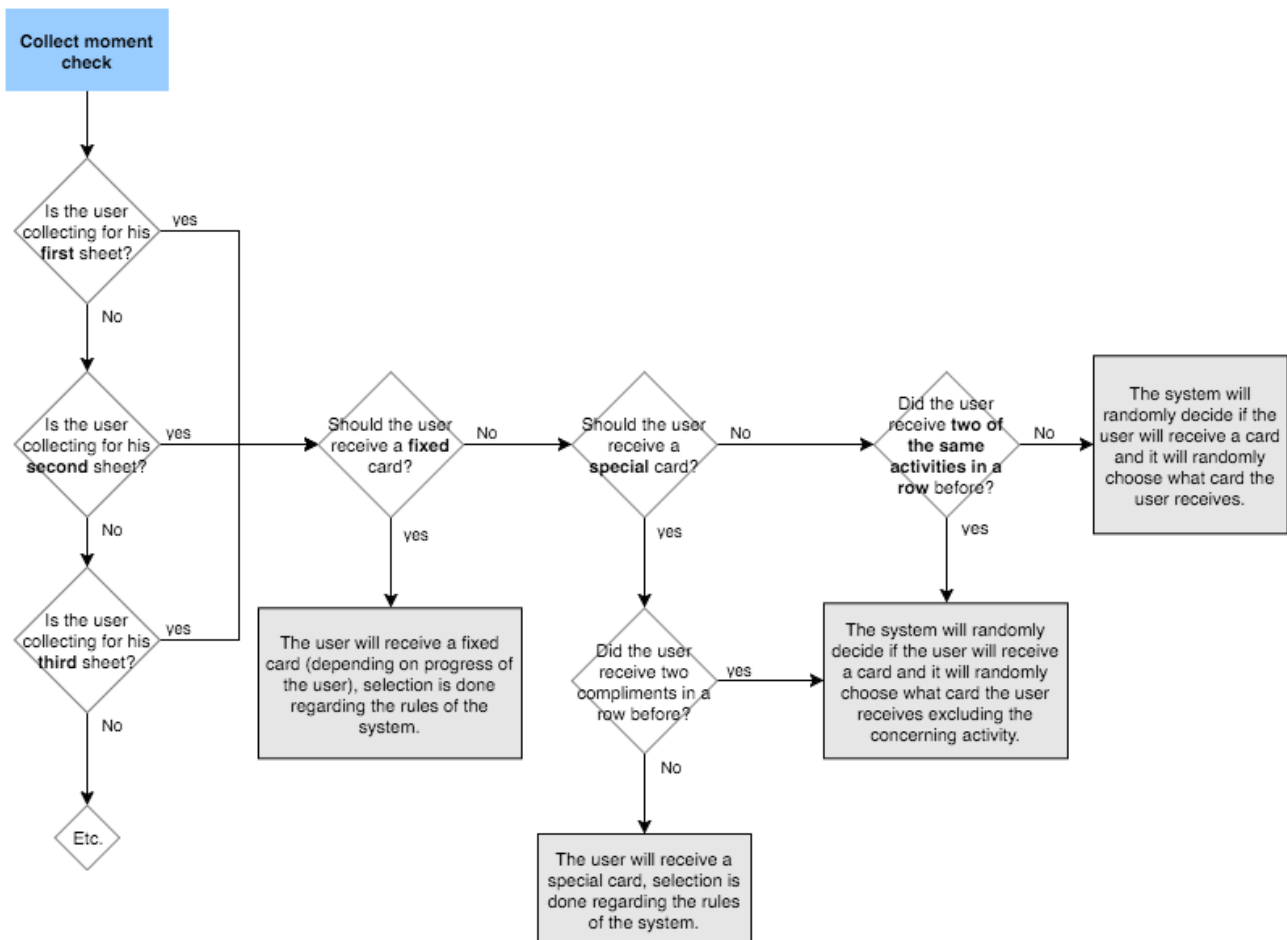 Collect moment
check
Is the user
collecting for his
first sheet?
yes
No
Is the user
collecting for his
second sheet?
yes
No
Is the user
collecting for his
third sheet?
yes
No
Etc.
Should the user
receive a fixed
card?
No
yes
The user will receive a fixed
card (depending on progress of
the user), selection is done
regarding the rules of the
system.
Should the user
receive a
special card?
No
yes
Did the user
receive two
compliments in a
row before?
yes
No
The user will receive a
special card, selection is
done regarding the rules
of the system.
Did the user
receive two of
the same
activities in a
row before?
No
yes
The system will randomly
decide if the user will receive
a card and it will randomly
choose what card the user
receives excluding the
concerning activity.
The system will
randomly decide if the
user will receive a card
and it will randomly
choose what card the
user receives.